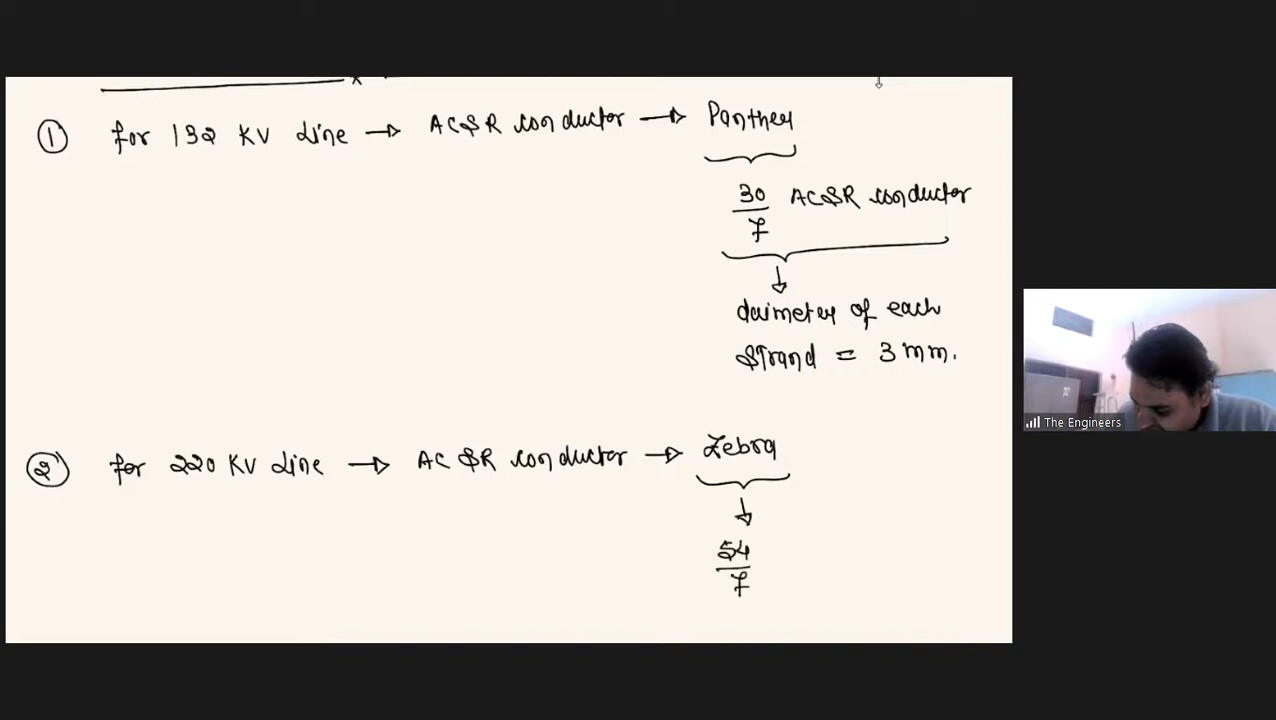 ① for 132 KV Line → ACSR conductor → Panther
30/7 ACSR conductor
↓
daimeter of each
strand = 3 mm.
② for 220 KV Line → ACSR conductor → Zebra
↓
54/7
The Engineers